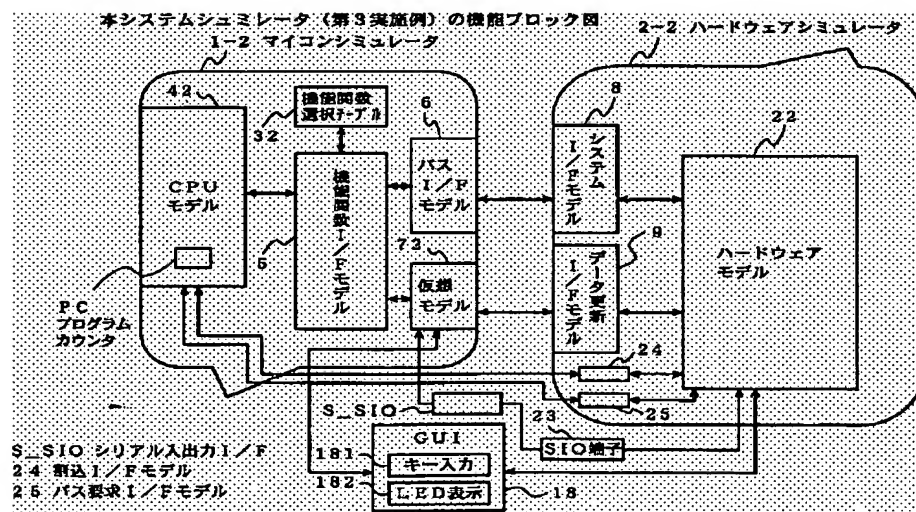 本システムシュミレータ（第３実施例）の機能ブロック図
１−２ マイコンシミュレータ
２−２ ハードウェアシミュレータ
４２
機能関数
選択テーブル
３２
６
８
２２
ＣＰＵ
モデル
機能関数Ｉ／Ｆモデル
５
バス
Ｉ／Ｆ
モデル
システム
Ｉ／Ｆモデル
ハードウェア
モデル
７３
仮想
モデル
データ更新
Ｉ／Ｆモデル
９
ＰＣ
プログラム
カウンタ
２４
２５
Ｓ＿ＳＩＯ
２３
ＳＩＯ端子
ＧＵＩ
１８１
キー入力
１８２
ＬＥＤ表示
１８
Ｓ＿ＳＩＯ シリアル入出力Ｉ／Ｆ
２４ 割込Ｉ／Ｆモデル
２５ バス要求Ｉ／Ｆモデル